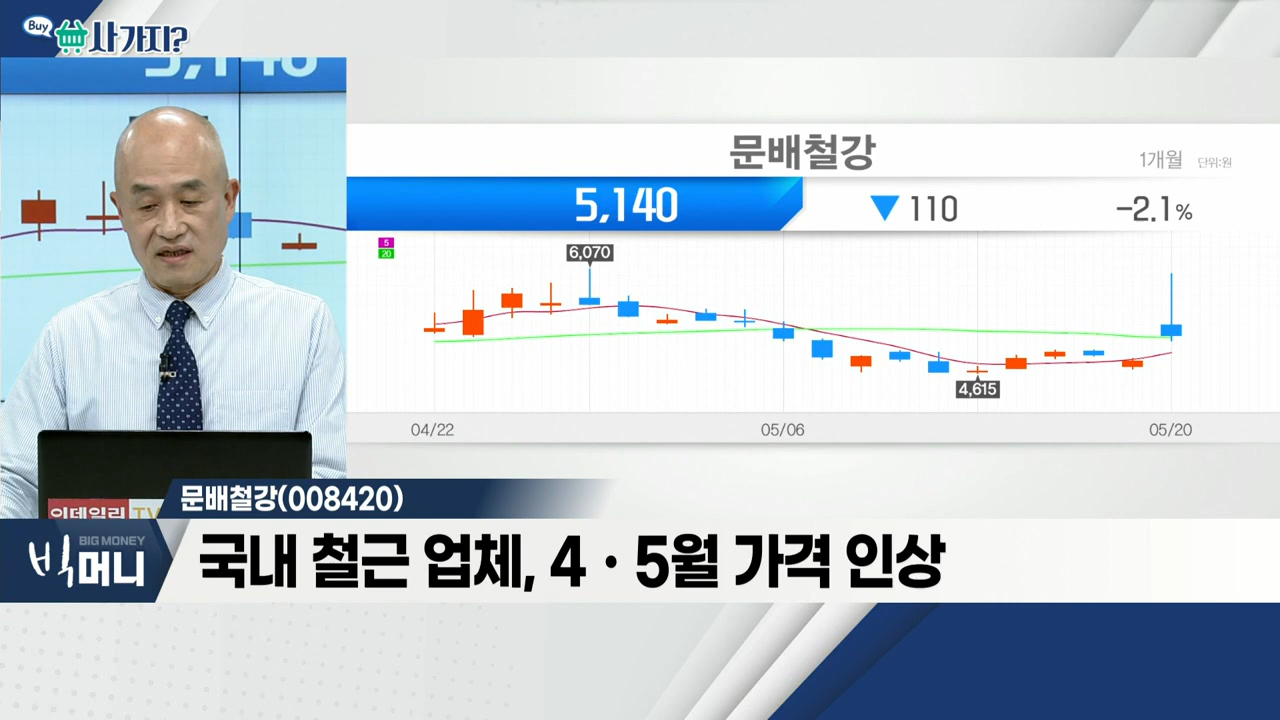 Buy
사가지?
5,140
문배철강
1개월 단위:원
5,140 ▼110 -2.1%
5
20
6,070
4,615
04/22 05/06 05/20
이데일리TV
문배철강(008420)
BIG MONEY
빅머니
국내 철근 업체, 4·5월 가격 인상